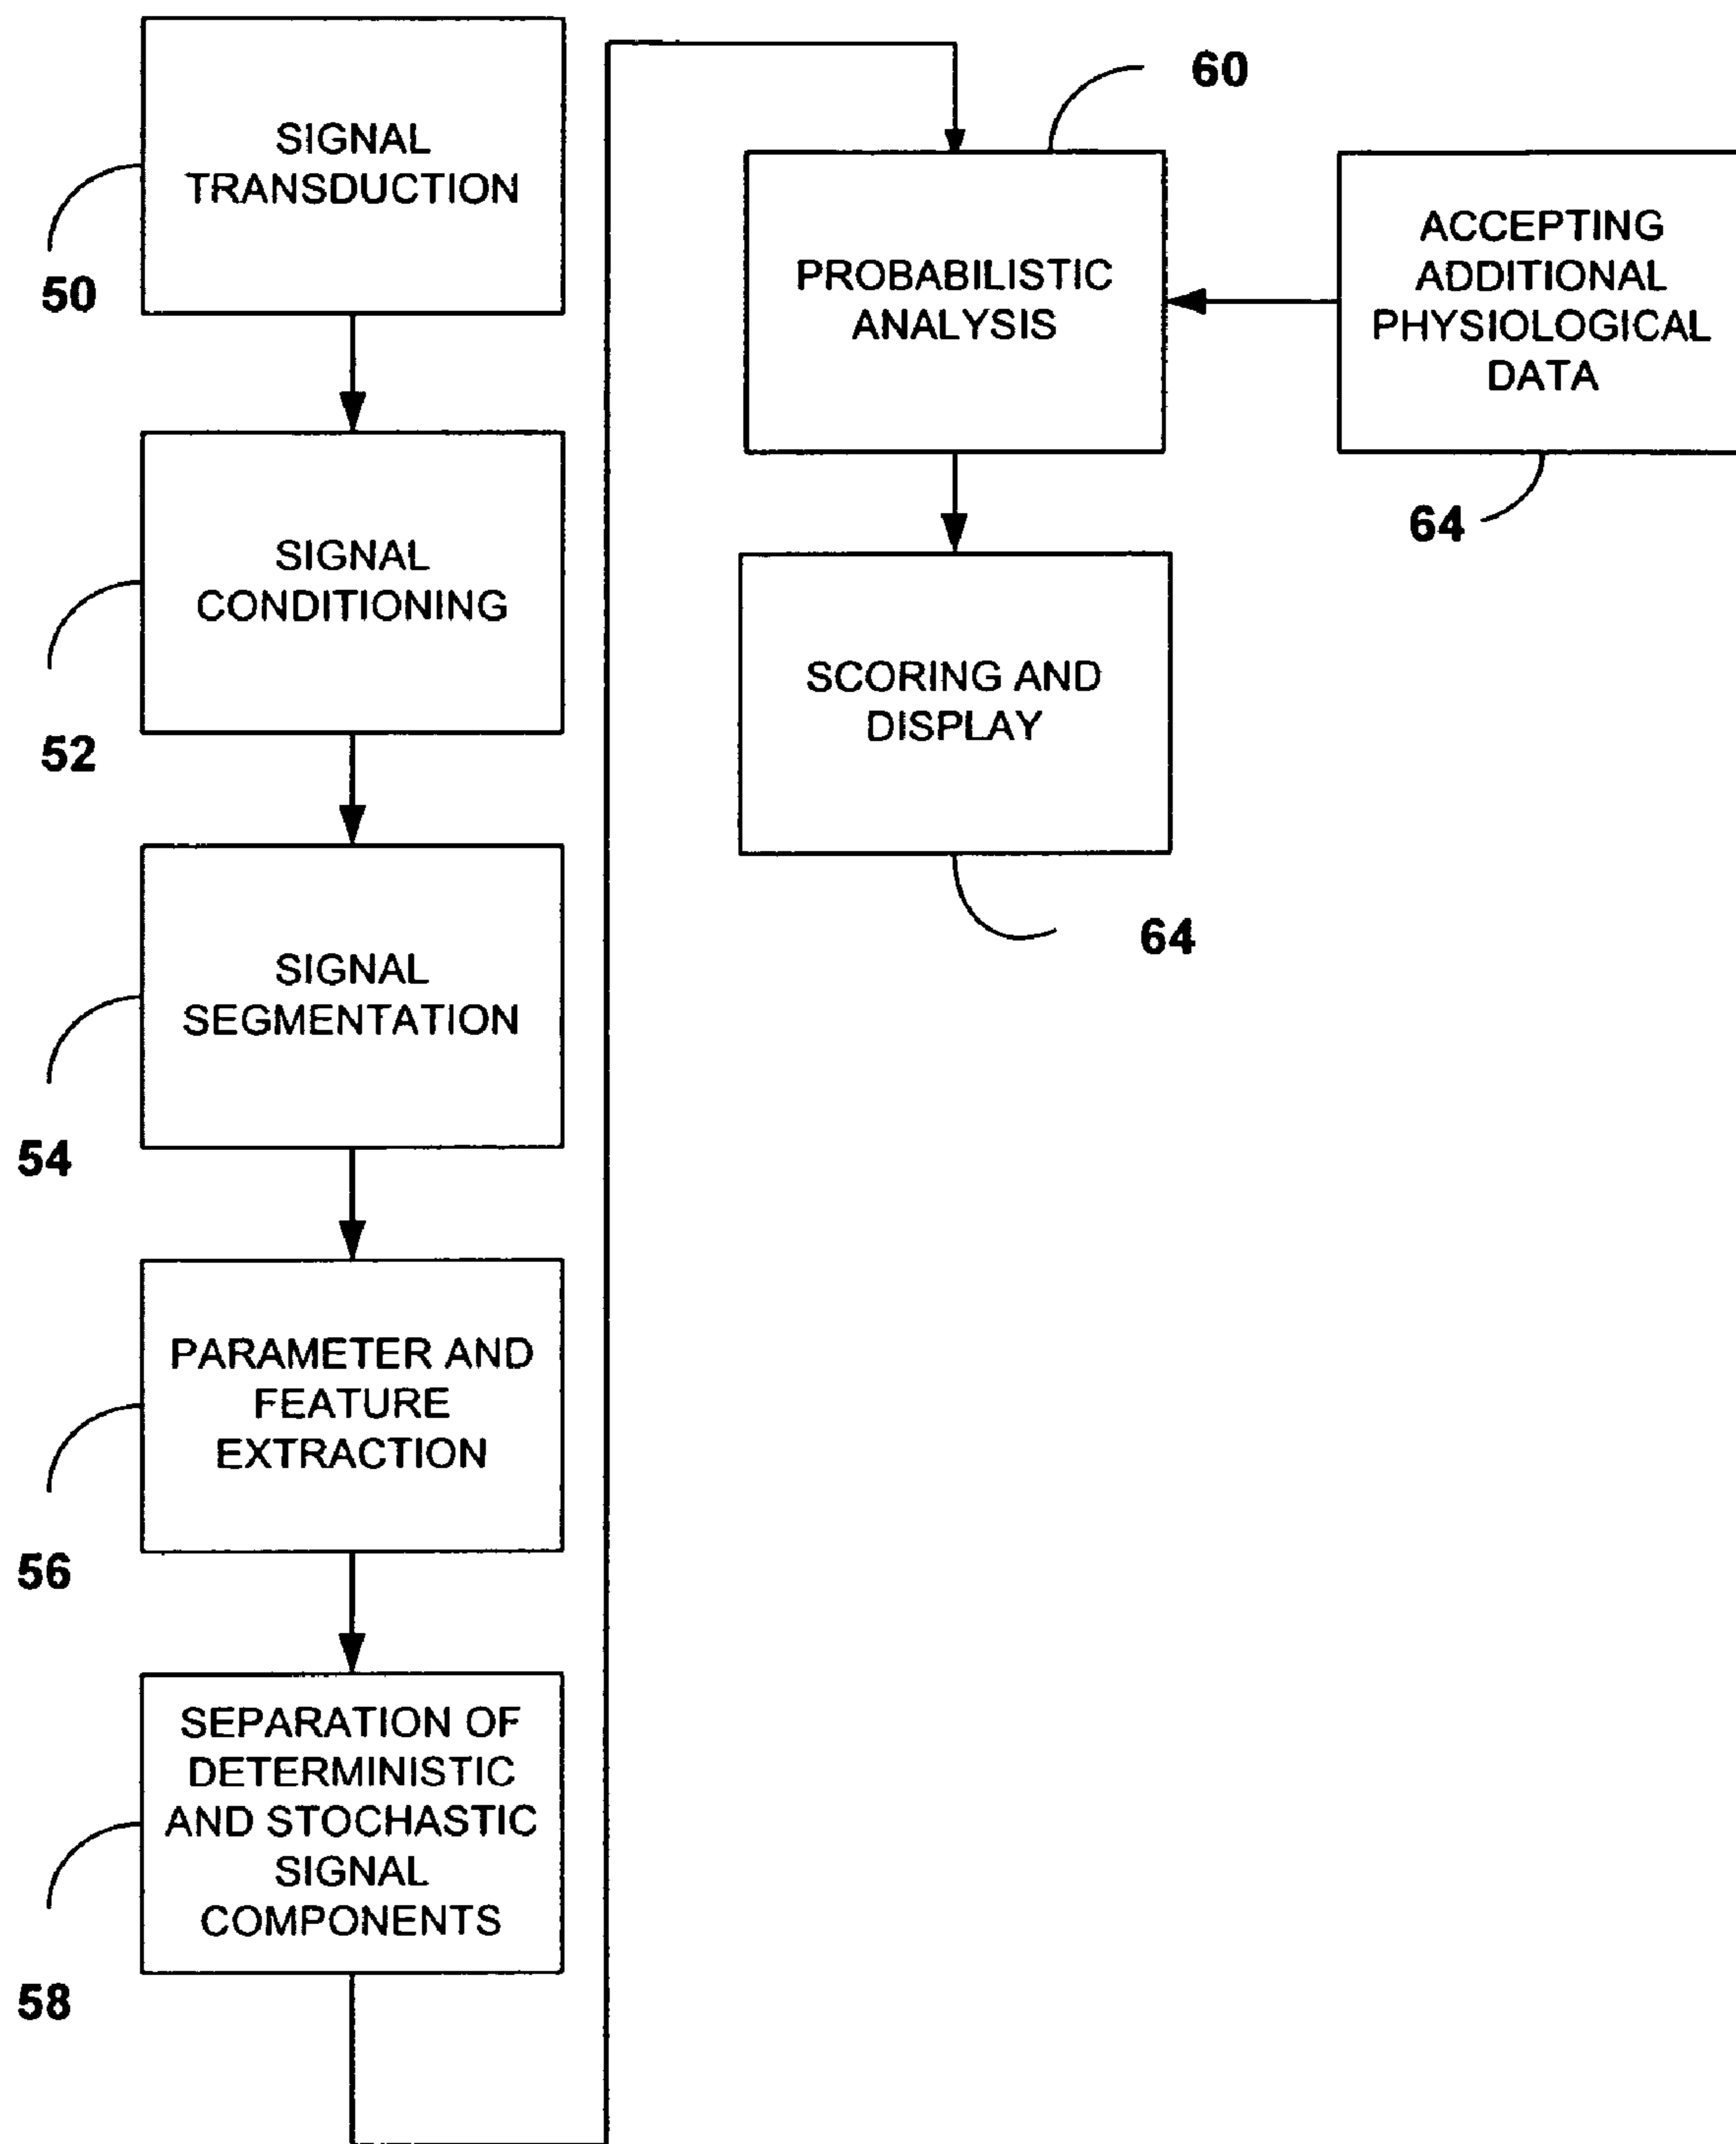 SIGNAL
TRANSDUCTION
50
SIGNAL
CONDITIONING
52
SIGNAL
SEGMENTATION
54
PARAMETER AND
FEATURE
EXTRACTION
56
SEPARATION OF
DETERMINISTIC
AND STOCHASTIC
SIGNAL
COMPONENTS
58
60
PROBABILISTIC
ANALYSIS
ACCEPTING
ADDITIONAL
PHYSIOLOGICAL
DATA
64
SCORING AND
DISPLAY
64